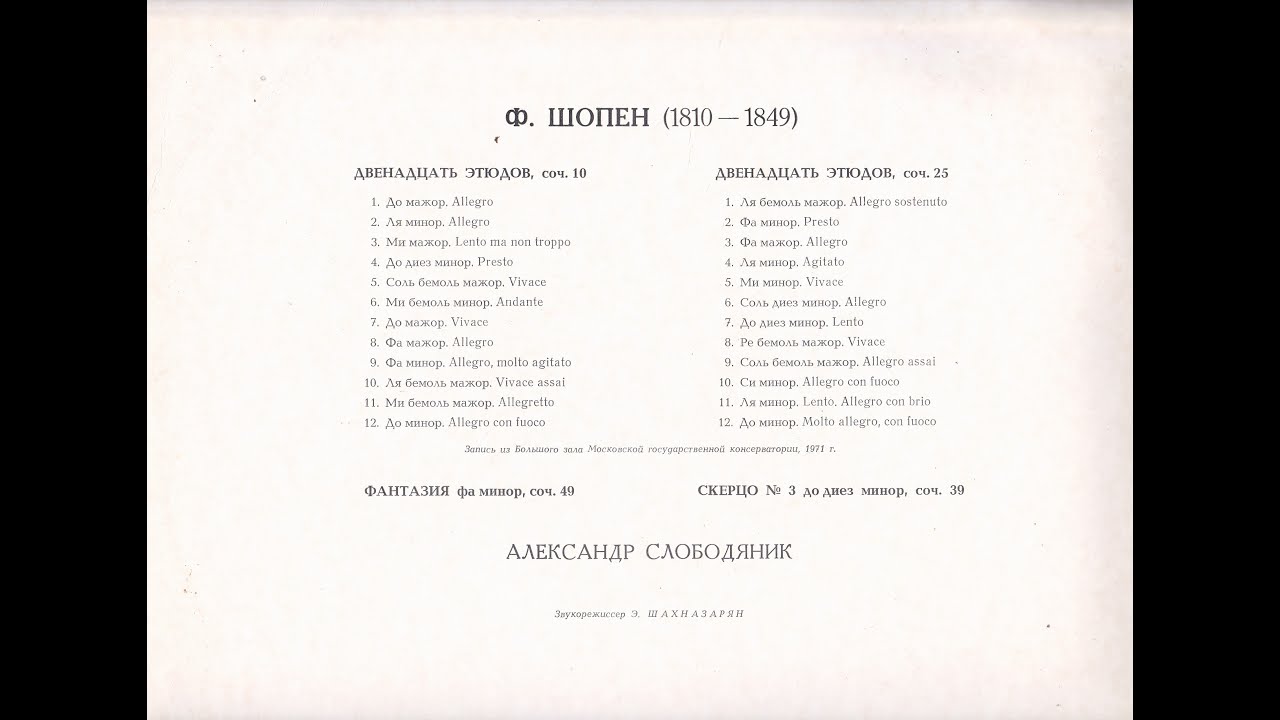 Ф. ШОПЕН (1810 — 1849)
ДВЕНАДЦАТЬ ЭТЮДОВ, соч. 10
1. До мажор. Allegro
2. Ля минор. Allegro
3. Ми мажор. Lento ma non troppo
4. До диез минор. Presto
5. Соль бемоль мажор. Vivace
6. Ми бемоль минор. Andante
7. До мажор. Vivace
8. Фа мажор. Allegro
9. Фа минор. Allegro, molto agitato
10. Ля бемоль мажор. Vivace assai
11. Ми бемоль мажор. Allegretto
12. До минор. Allegro con fuoco
ДВЕНАДЦАТЬ ЭТЮДОВ, соч. 25
1. Ля бемоль мажор. Allegro sostenuto
2. Фа минор. Presto
3. Фа мажор. Allegro
4. Ля минор. Agitato
5. Ми минор. Vivace
6. Соль диез минор. Allegro
7. До диез минор. Lento
8. Ре бемоль мажор. Vivace
9. Соль бемоль мажор. Allegro assai
10. Си минор. Allegro con fuoco
11. Ля минор. Lento. Allegro con brio
12. До минор. Molto allegro, con fuoco
Запись из Большого зала Московской государственной консерватории, 1971 г.
ФАНТАЗИЯ фа минор, соч. 49
СКЕРЦО № 3 до диез минор, соч. 39
АЛЕКСАНДР СЛОБОДЯНИК
Звукорежиссер Э. ШАХНАЗАРЯН